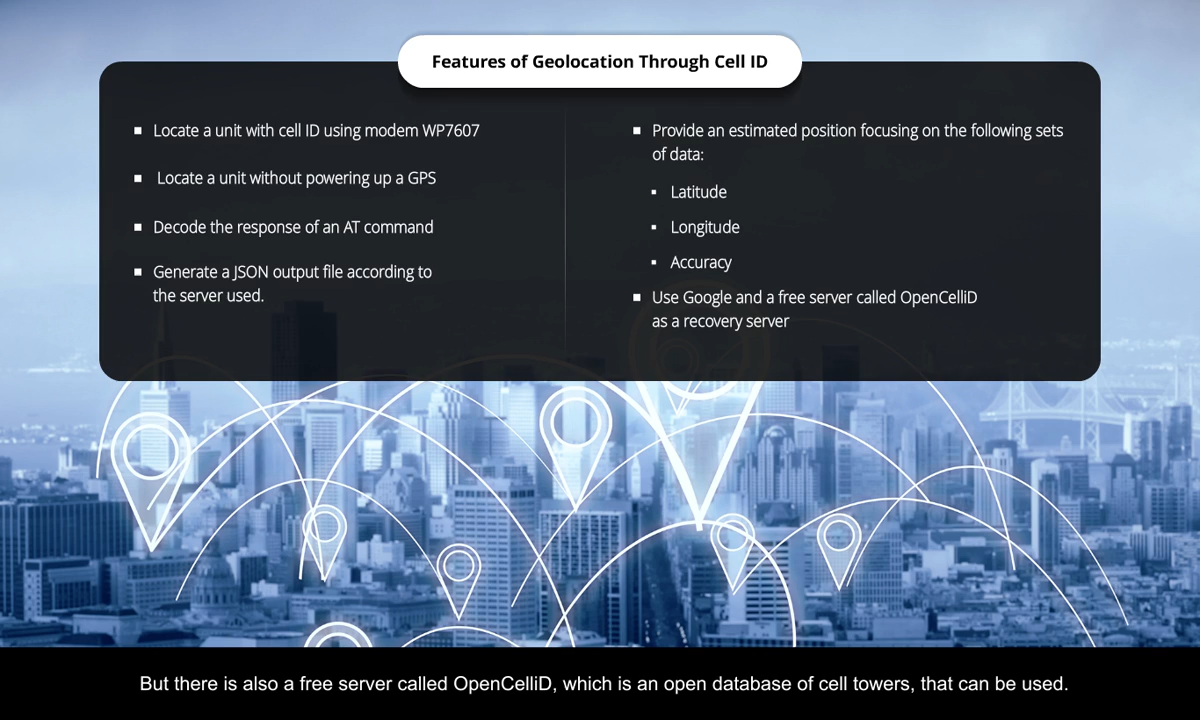 Features of Geolocation Through Cell ID
Locate a unit with cell ID using modem WP7607
Locate a unit without powering up a GPS
Decode the response of an AT command
Generate a JSON output file according to
the server used.
Provide an estimated position focusing on the following sets
of data:
Latitude
Longitude
Accuracy
Use Google and a free server called OpenCelliD
as a recovery server
But there is also a free server called OpenCelliD, which is an open database of cell towers, that can be used.